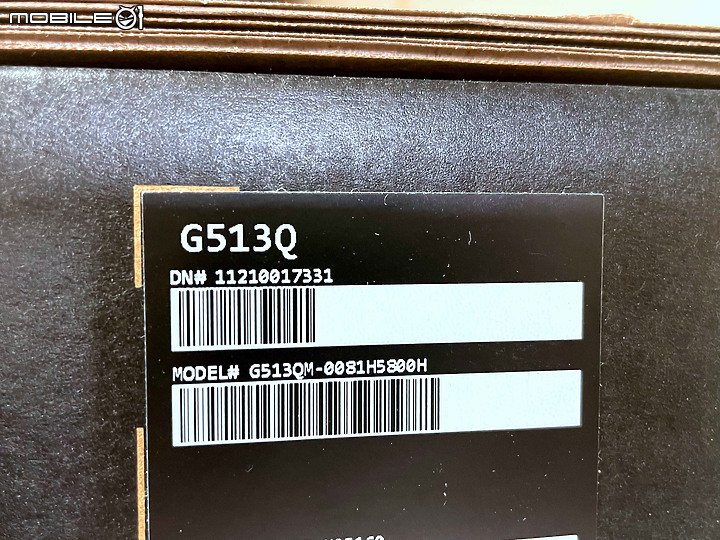 MOBILE01
G513Q
DN# 11210017331
MODEL# G513QM-0081H5800H